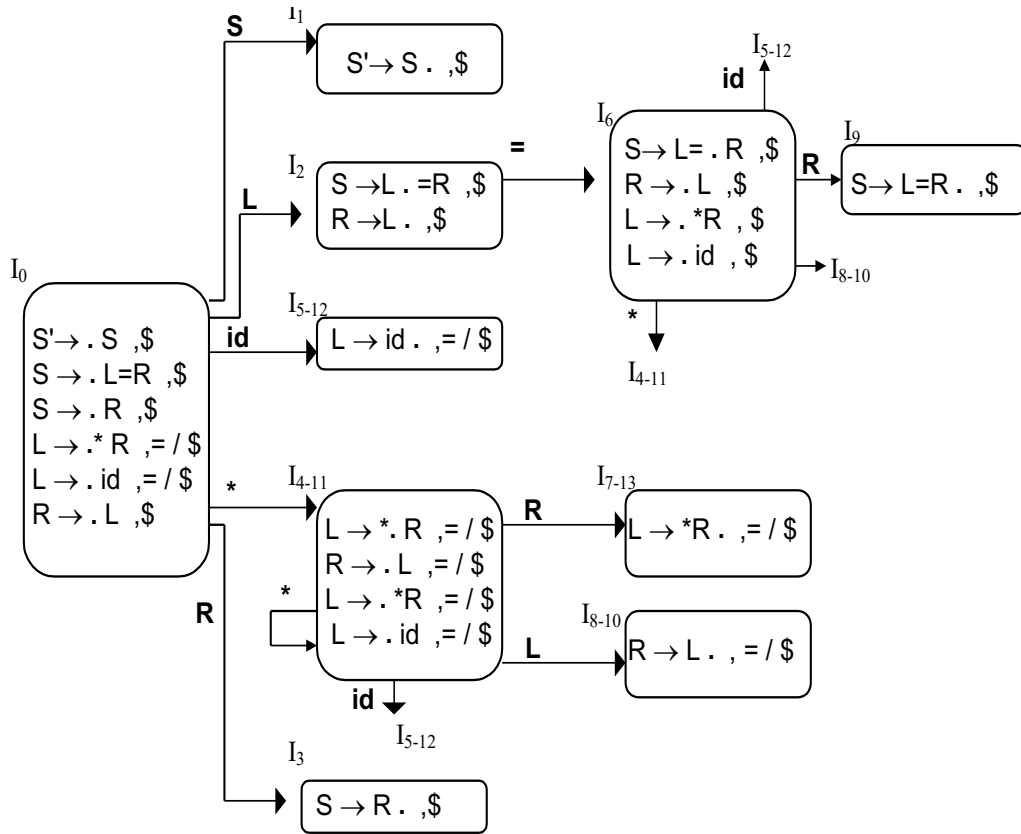 I1
S
S'→ S . ,$
I5-12
id
I6
S→ L= . R ,$
R → . L ,$
L → . *R , $
L → . id , $
=
R
I9
S → L=R . ,$
I8-10
*
I4-11
I2
L
S →L . =R ,$
R →L . ,$
I0
S'→ . S ,$
S → . L=R ,$
S → . R ,$
L → .* R ,= / $
L → . id ,= / $
R → . L ,$
I5-12
id
L → id . ,= / $
*
I4-11
L → *. R ,= / $
R → . L ,= / $
L → . *R ,= / $
L → . id ,= / $
*
R
I7-13
L → *R . ,= / $
I8-10
L
R → L . , = / $
id
I5-12
R
I3
S → R . ,$